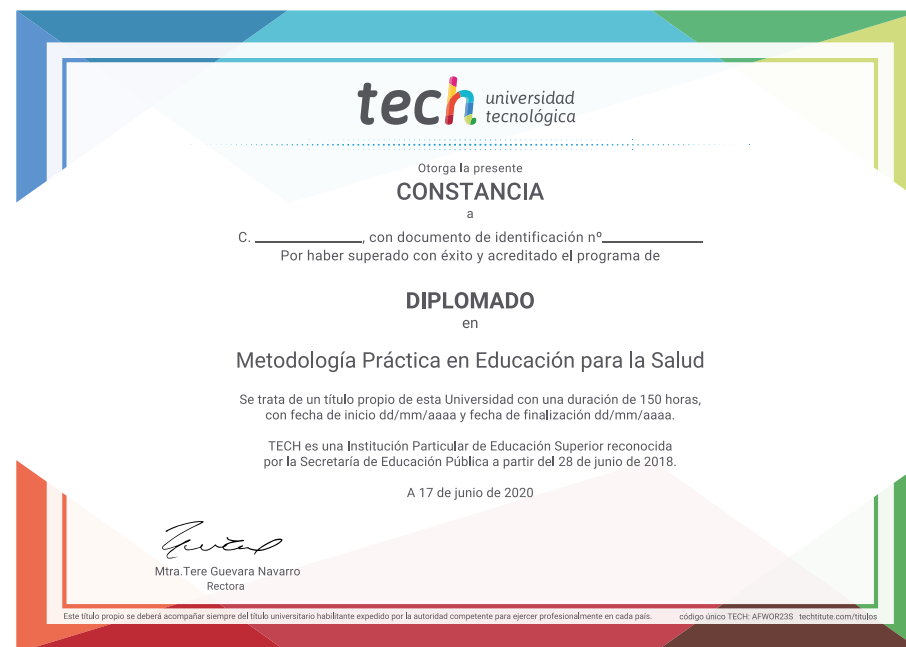 tech universidad
tecnológica
Otorga la presente
CONSTANCIA
a
C. ____________, con documento de identificación nº____________
Por haber superado con éxito y acreditado el programa de
DIPLOMADO
en
Metodología Práctica en Educación para la Salud
Se trata de un título propio de esta Universidad con una duración de 150 horas,
con fecha de inicio dd/mm/aaaa y fecha de finalización dd/mm/aaaa.
TECH es una Institución Particular de Educación Superior reconocida
por la Secretaría de Educación Pública a partir del 28 de junio de 2018.
A 17 de junio de 2020
Mtra.Tere Guevara Navarro
Rectora
Este título propio se deberá acompañar siempre del título universitario habilitante expedido por la autoridad competente para ejercer profesionalmente en cada país. código único TECH: AFWOR23S techtitute.com/titulos